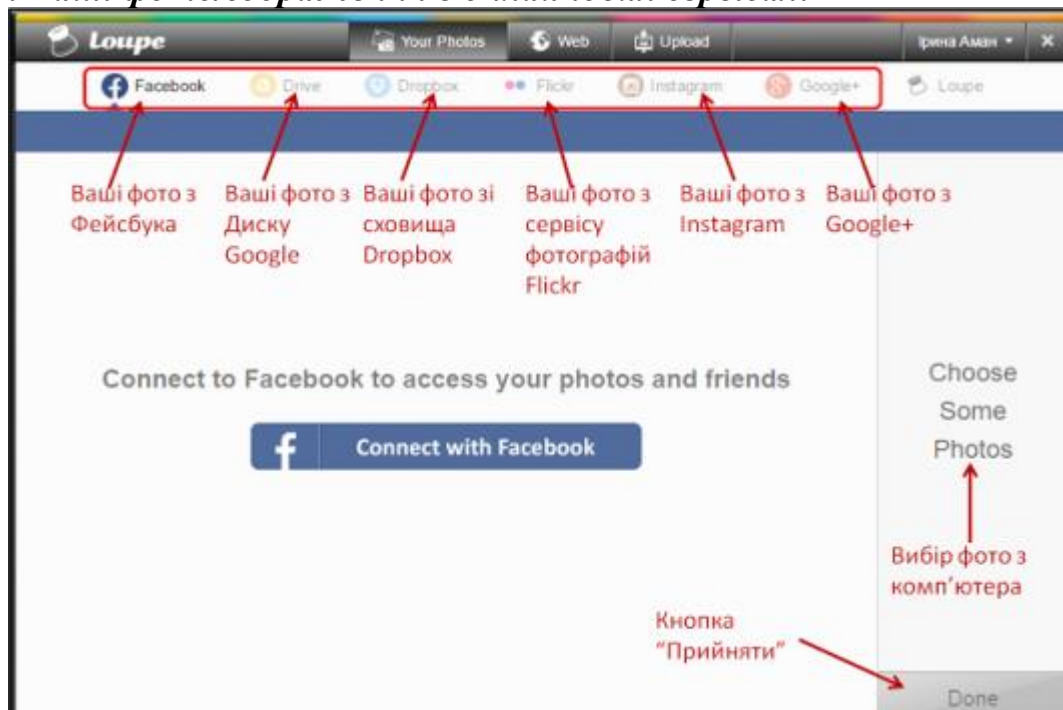 Loupe Your Photos Web Upload Ірина Аман
Facebook Drive Dropbox Flickr Instagram Google+ Loupe
Ваші фото з Фейсбука
Ваші фото з Диску Google
Ваші фото зі сховища Dropbox
Ваші фото з сервісу фотографій Flickr
Ваші фото з Instagram
Ваші фото з Google+
Connect to Facebook to access your photos and friends
Connect with Facebook
Choose
Some
Photos
Вибір фото з
комп’ютера
Кнопка
“Прийняти”
Done